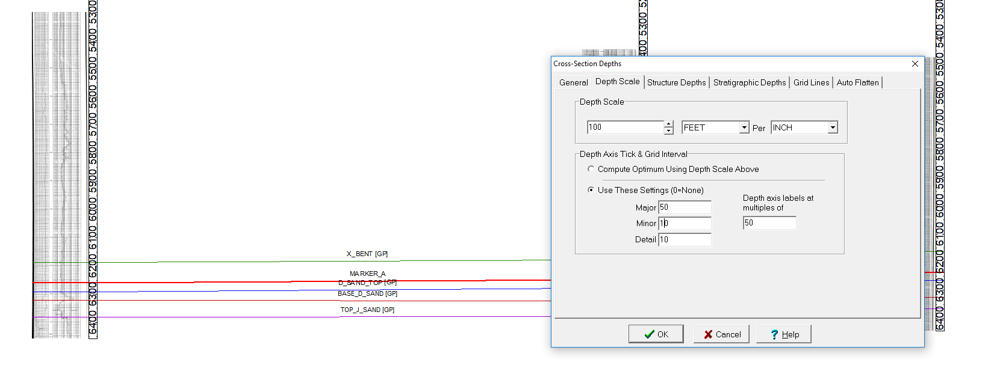 5300
5400
5500
5600
5700
5800
5900
6000
6100
6200
6300
6400
5300
Cross-Section Depths
General
Depth Scale
Structure Depths
Stratigraphic Depths
Grid Lines
Auto Flatten
Depth Scale
100
FEET
Per
INCH
Depth Axis Tick & Grid Interval
Compute Optimum Using Depth Scale Above
Use These Settings (0=None)
Major 50
Minor 10
Detail 10
Depth axis labels at
multiples of
50
OK
Cancel
? Help
X_BENT [GP]
MARKER_A
D_SAND_TOP [GP]
BASE_D_SAND [GP]
TOP_J_SAND [GP]
5300
5400
5500
5600
5700
5800
5900
6000
6100
6200
6300
6400